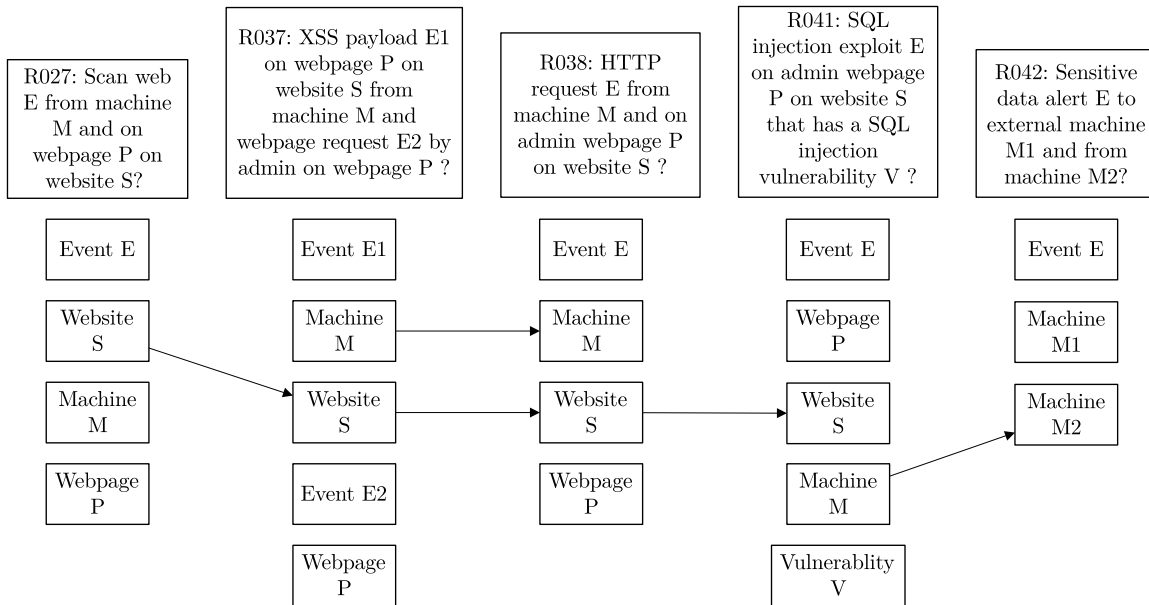 R027: Scan web
E from machine
M and on
webpage P on
website S?
Event E
Website
S
Machine
M
Webpage
P
R037: XSS payload E1
on webpage P on
website S from
machine M and
webpage request E2 by
admin on webpage P ?
Event E1
Machine
M
Website
S
Event E2
Webpage
P
R038: HTTP
request E from
machine M and on
admin webpage P
on website S ?
Event E
Machine
M
Website
S
Webpage
P
R041: SQL
injection exploit E
on admin webpage
P on website S
that has a SQL
injection
vulnerability V ?
Event E
Webpage
P
Website
S
Machine
M
Vulnerablity
V
R042: Sensitive
data alert E to
external machine
M1 and from
machine M2?
Event E
Machine
M1
Machine
M2